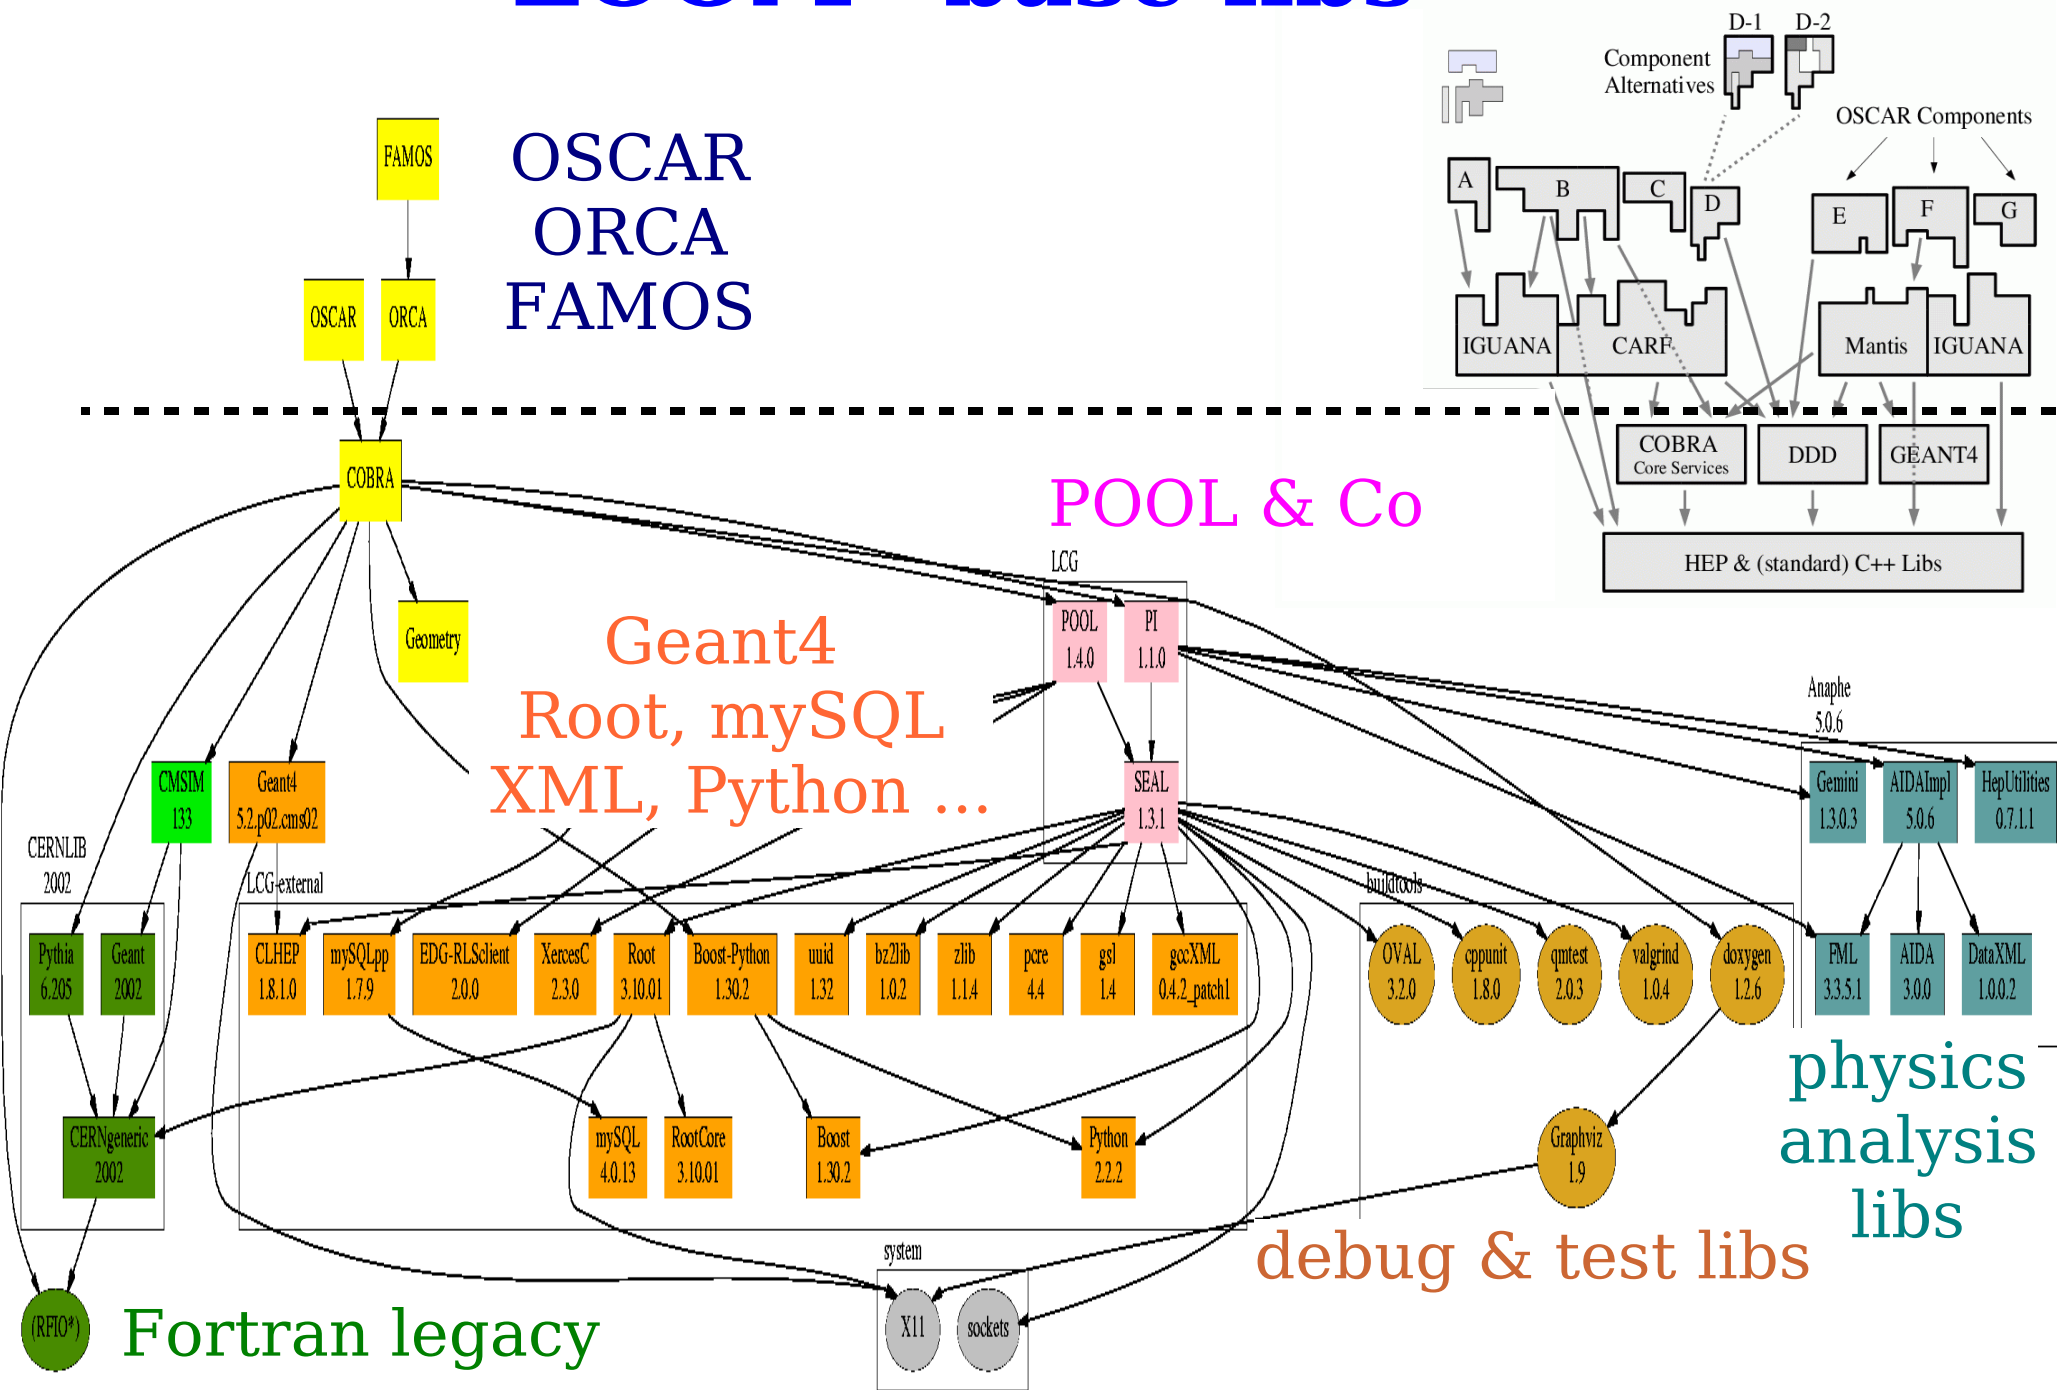 base libs
D-1 D-2
Component
Alternatives
OSCAR Components
A B C D E F G
IGUANA CARF Mantis IGUANA
COBRA
Core Services
DDD
GEANT4
HEP & (standard) C++ Libs
FAMOS
OSCAR
ORCA
FAMOS
OSCAR
ORCA
COBRA
POOL & Co
LCG
Geometry
Geant4
Root, mySQL
XML, Python ...
POOL
1.4.0
PI
1.1.0
SEAL
1.3.1
Anaphe
5.0.6
Gemini
1.3.0.3
AIDAImpl
5.0.6
HepUtilities
0.7.1.1
CMSIM
133
Geant4
5.2.p02.cms02
CERNLIB
2002
LCG-external
buildtools
Pythia
6.205
Geant
2002
CLHEP
1.8.1.0
mySQLpp
1.7.9
EDG-RLSclient
2.0.0
XercesC
2.3.0
Root
3.10.01
Boost-Python
1.30.2
uuid
1.32
bz2lib
1.0.2
zlib
1.1.4
pcre
4.4
gsl
1.4
gccXML
0.4.2_patch1
OVAL
3.2.0
cppunit
1.8.0
qmtest
2.0.3
valgrind
1.0.4
doxygen
1.2.6
FML
3.3.5.1
AIDA
3.0.0
DataXML
1.0.0.2
physics
analysis
libs
CERNgeneric
2002
mySQL
4.0.13
RootCore
3.10.01
Boost
1.30.2
Python
2.2.2
Graphviz
1.9
debug & test libs
system
(RFIO*)
Fortran legacy
X11
sockets